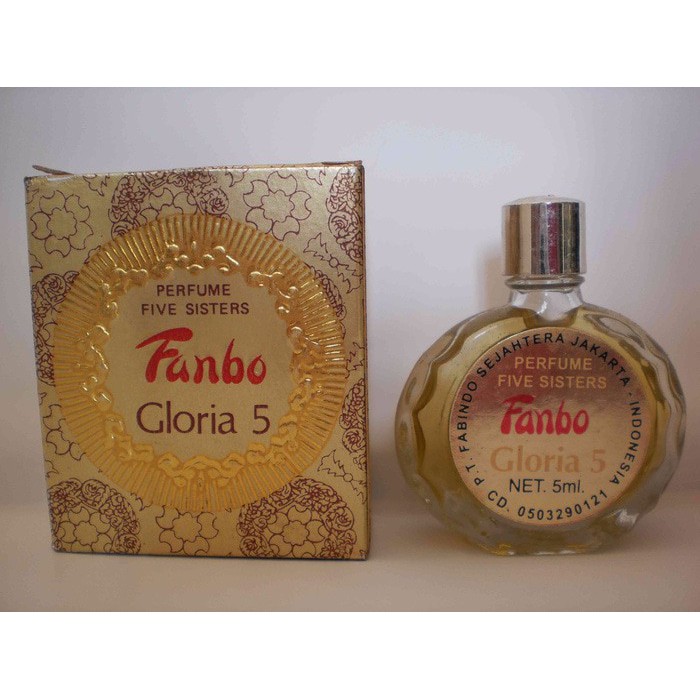 PERFUME
FIVE SISTERS
Fanbo
Gloria 5
P.T. FABINDO SEJAHTERA JAKARTA - INDONESIA
PERFUME
FIVE SISTERS
Fanbo
Gloria 5
NET. 5ml.
CD. 0503290121